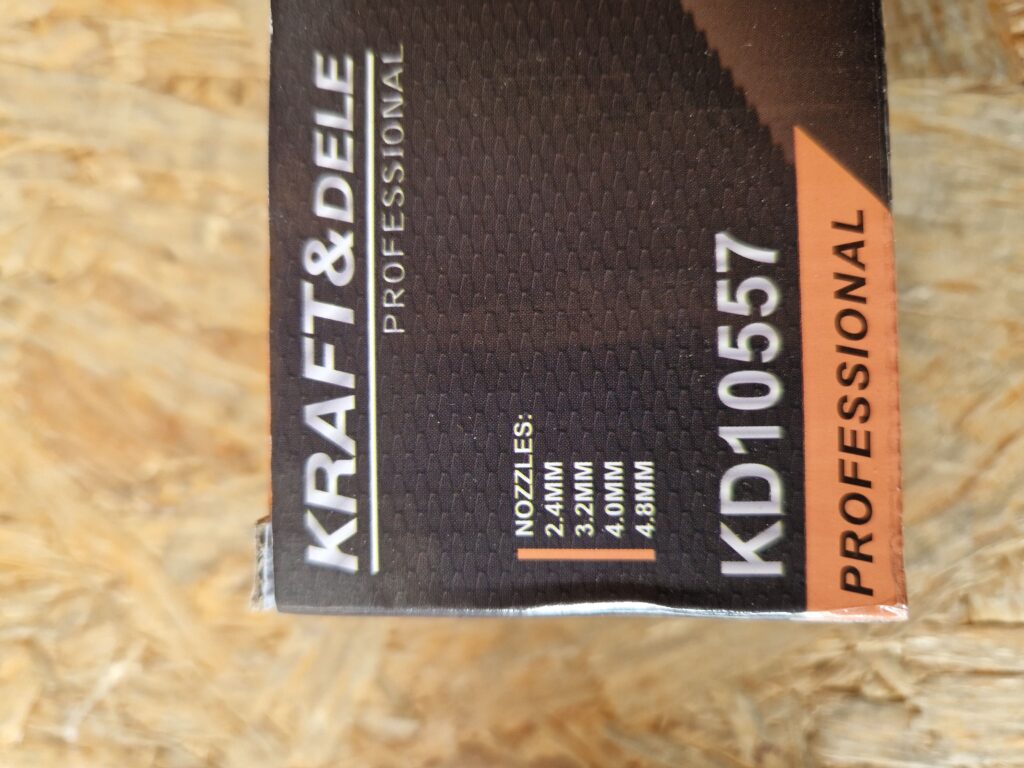 KRAFT&DELE
PROFESSIONAL
NOZZLES:
2.4MM
3.2MM
4.0MM
4.8MM
KD10557
PROFESSIONAL